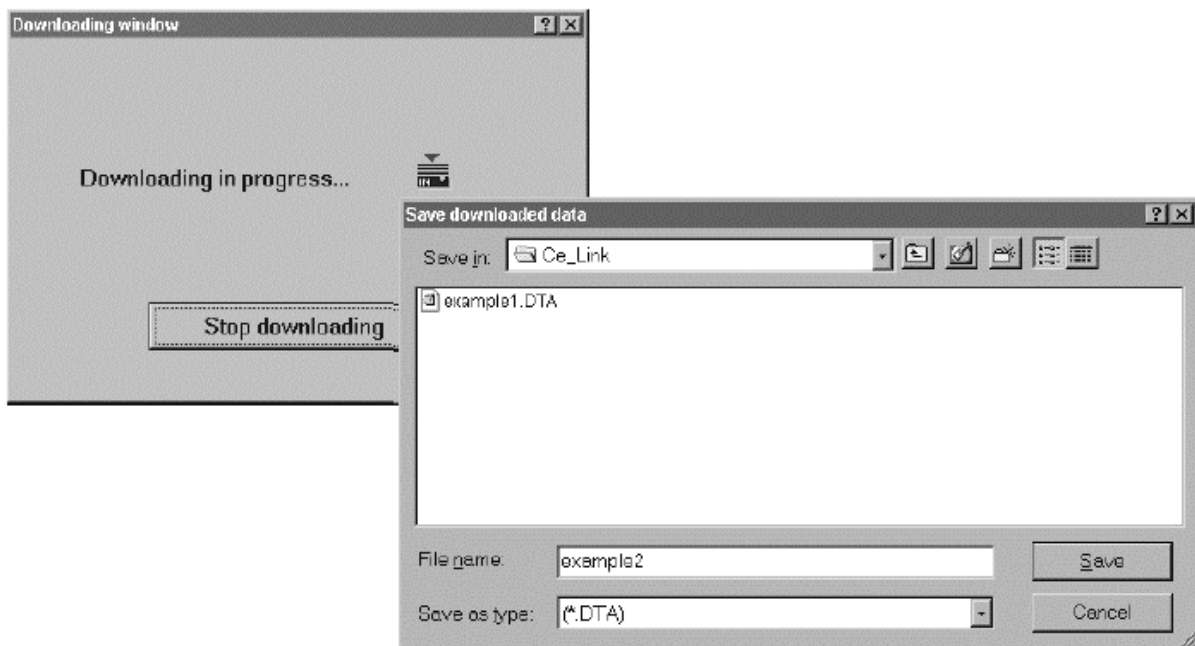 Downloading window
Downloading in progress...
Stop downloading
Save downloaded data
Save in:
Ce_Link
example1.DTA
File name:
example2
Save
Save as type:
(*.DTA)
Cancel